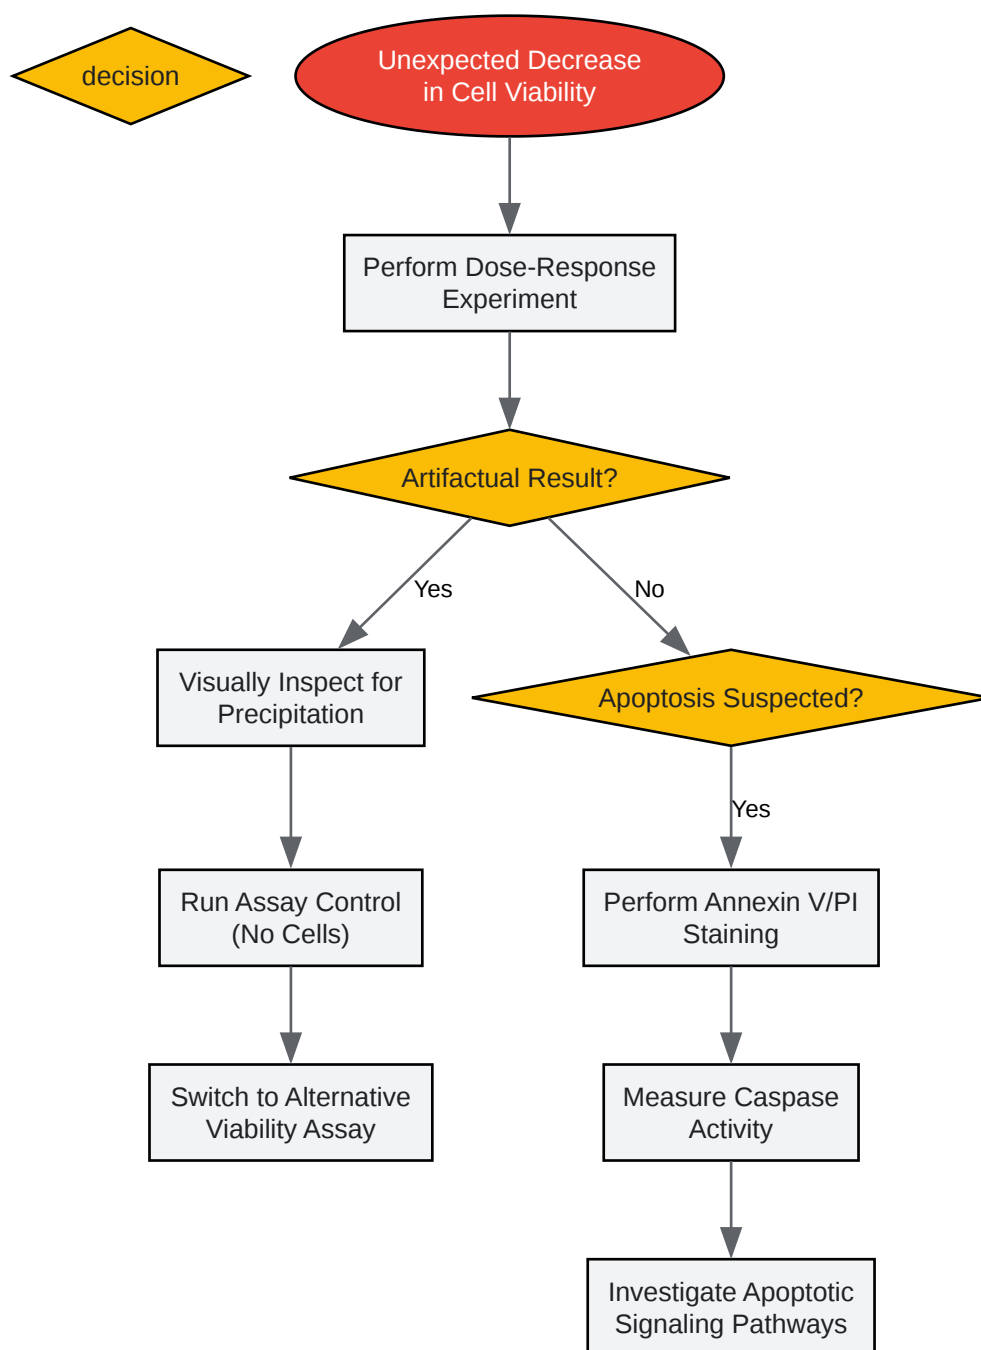 decision
Unexpected Decrease
in Cell Viability
Perform Dose-Response
Experiment
Artifactual Result?
Yes
No
Visually Inspect for
Precipitation
Apoptosis Suspected?
Yes
Run Assay Control
(No Cells)
Perform Annexin V/PI
Staining
Switch to Alternative
Viability Assay
Measure Caspase
Activity
Investigate Apoptotic
Signaling Pathways